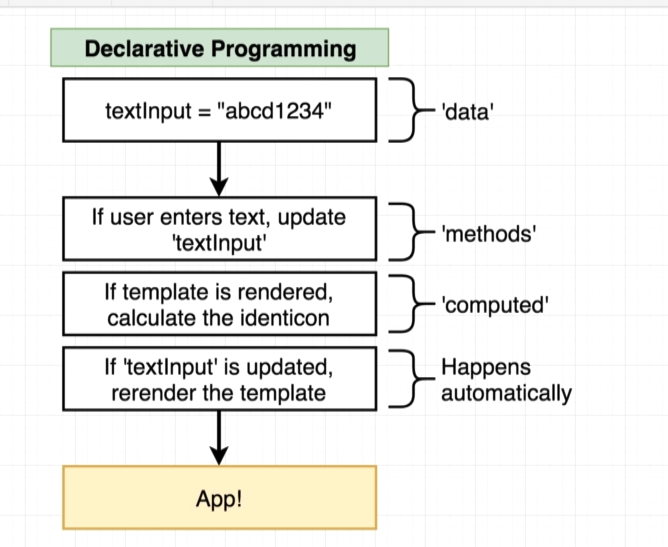 Declarative Programming
textInput = "abcd1234"
'data'
If user enters text, update
'textInput'
'methods'
If template is rendered,
calculate the identicon
'computed'
If 'textInput' is updated,
rerender the template
Happens
automatically
App!